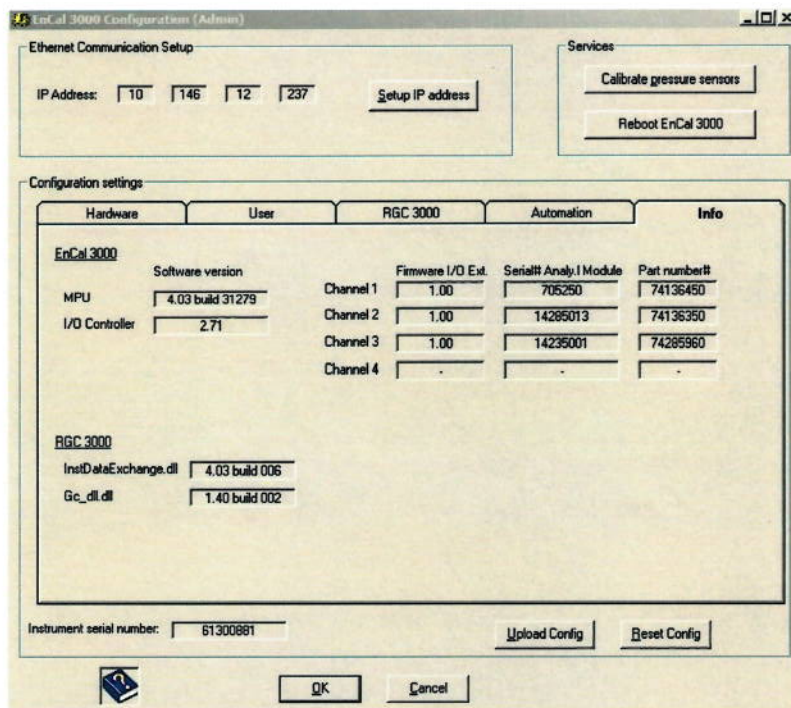 EnCal 3000 Configuration (Admin)
Ethernet Communication Setup
IP Address: 10 146 12 237 Setup IP address
Services
Calibrate pressure sensors
Reboot EnCal 3000
Configuration settings
Hardware User RGC 3000 Automation Info
EnCal 3000
Software version
MPU 4.03 build 31279
I/O Controller 2.71
Firmware I/O Ext. Serial# Analy.l Module Part number#
Channel 1 1.00 705250 74136450
Channel 2 1.00 14285013 74136350
Channel 3 1.00 14235001 74285960
Channel 4 - - -
RGC 3000
InstDataExchange.dll 4.03 build 006
Gc_dll.dll 1.40 build 002
Instrument serial number: 61300881 Upload Config Reset Config
? OK Cancel